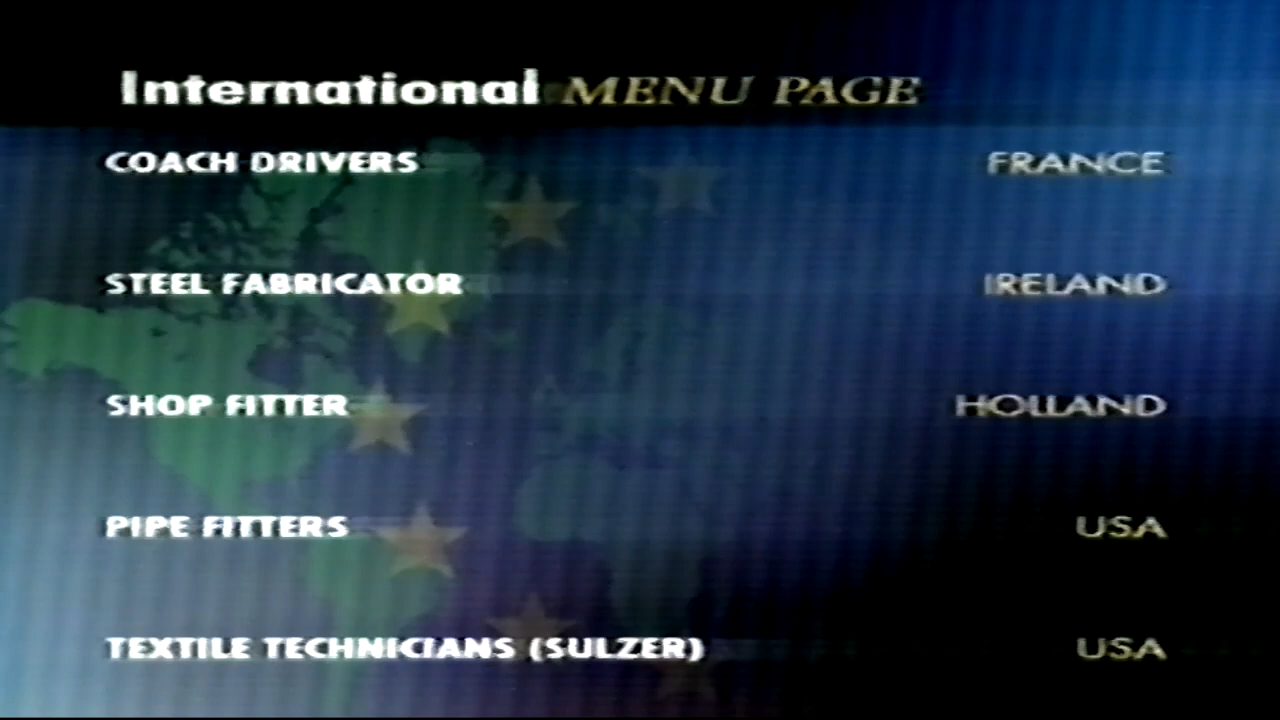 International MENU PAGE
COACH DRIVERS FRANCE
STEEL FABRICATOR IRELAND
SHOP FITTER HOLLAND
PIPE FITTERS USA
TEXTILE TECHNICIANS (SULZER) USA